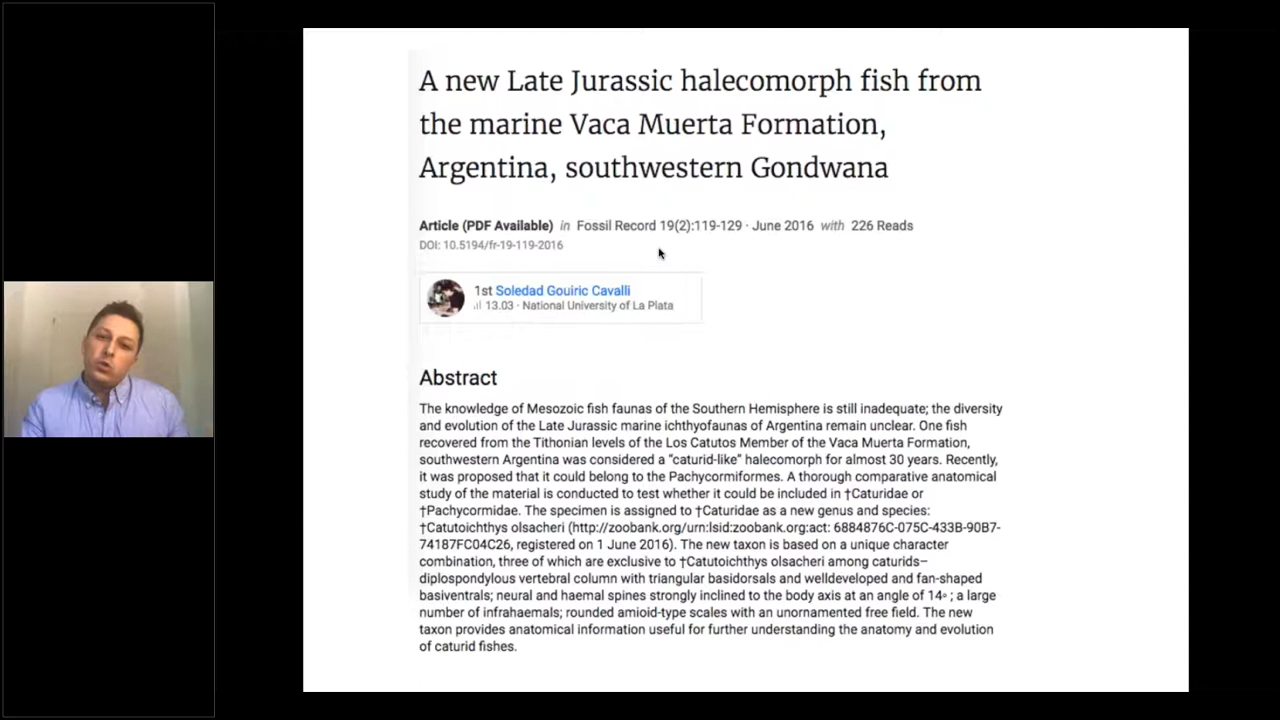 A new Late Jurassic halecomorph fish from
the marine Vaca Muerta Formation,
Argentina, southwestern Gondwana
Article (PDF Available) in Fossil Record 19(2):119-129 · June 2016 with 226 Reads
DOI: 10.5194/fr-19-119-2016
1st Soledad Gouiric Cavalli
13.03 · National University of La Plata
Abstract
The knowledge of Mesozoic fish faunas of the Southern Hemisphere is still inadequate; the diversity
and evolution of the Late Jurassic marine ichthyofaunas of Argentina remain unclear. One fish
recovered from the Tithonian levels of the Los Catutos Member of the Vaca Muerta Formation,
southwestern Argentina was considered a "caturid-like" halecomorph for almost 30 years. Recently,
it was proposed that it could belong to the Pachycormiformes. A thorough comparative anatomical
study of the material is conducted to test whether it could be included in †Caturidae or
†Pachycormidae. The specimen is assigned to †Caturidae as a new genus and species:
†Catutoichthys olsacheri (http://zoobank.org/urn:lsid:zoobank.org:act: 6884876C-075C-433B-90B7-
74187FC04C26, registered on 1 June 2016). The new taxon is based on a unique character
combination, three of which are exclusive to †Catutoichthys olsacheri among caturids–
diplospondylous vertebral column with triangular basidorsals and welldeveloped and fan-shaped
basiventrals; neural and haemal spines strongly inclined to the body axis at an angle of 14◦ ; a large
number of infrahaemals; rounded amioid-type scales with an unornamented free field. The new
taxon provides anatomical information useful for further understanding the anatomy and evolution
of caturid fishes.